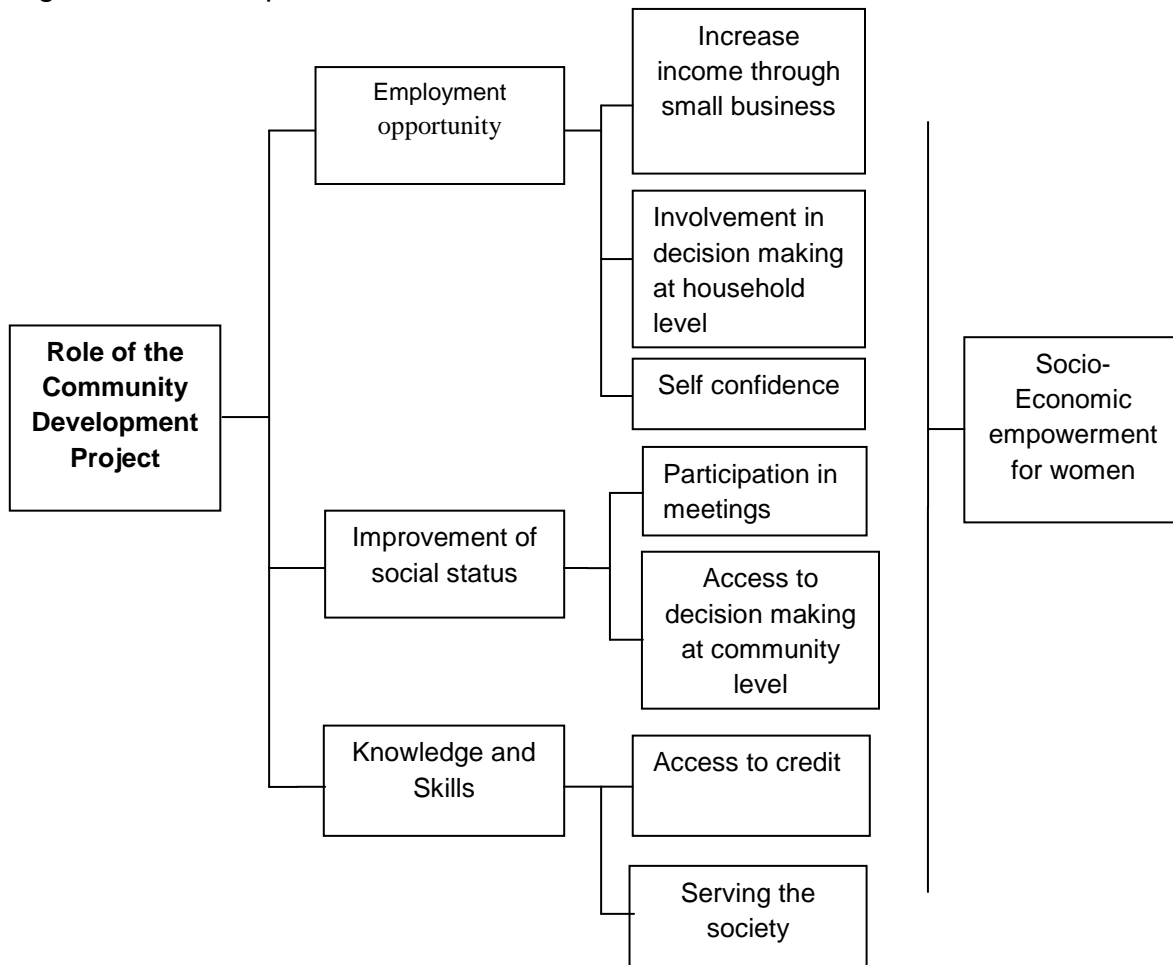 Increase
income through
small business
Employment
opportunity
Involvement in
decision making
at household
level
Role of the
Community
Development
Project
Self confidence
Socio-
Economic
empowerment
for women
Participation in
meetings
Improvement of
social status
Access to
decision making
at community
level
Knowledge and
Skills
Access to credit
Serving the
society